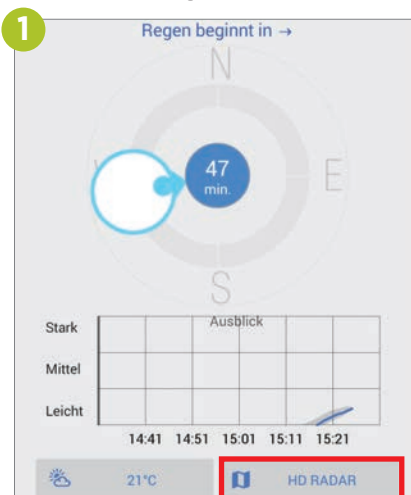 1
Regen beginnt in →
N
47
min.
E
S
Ausblick
Stark
Mittel
Leicht
14:41 14:51 15:01 15:11 15:21
21°C HD RADAR